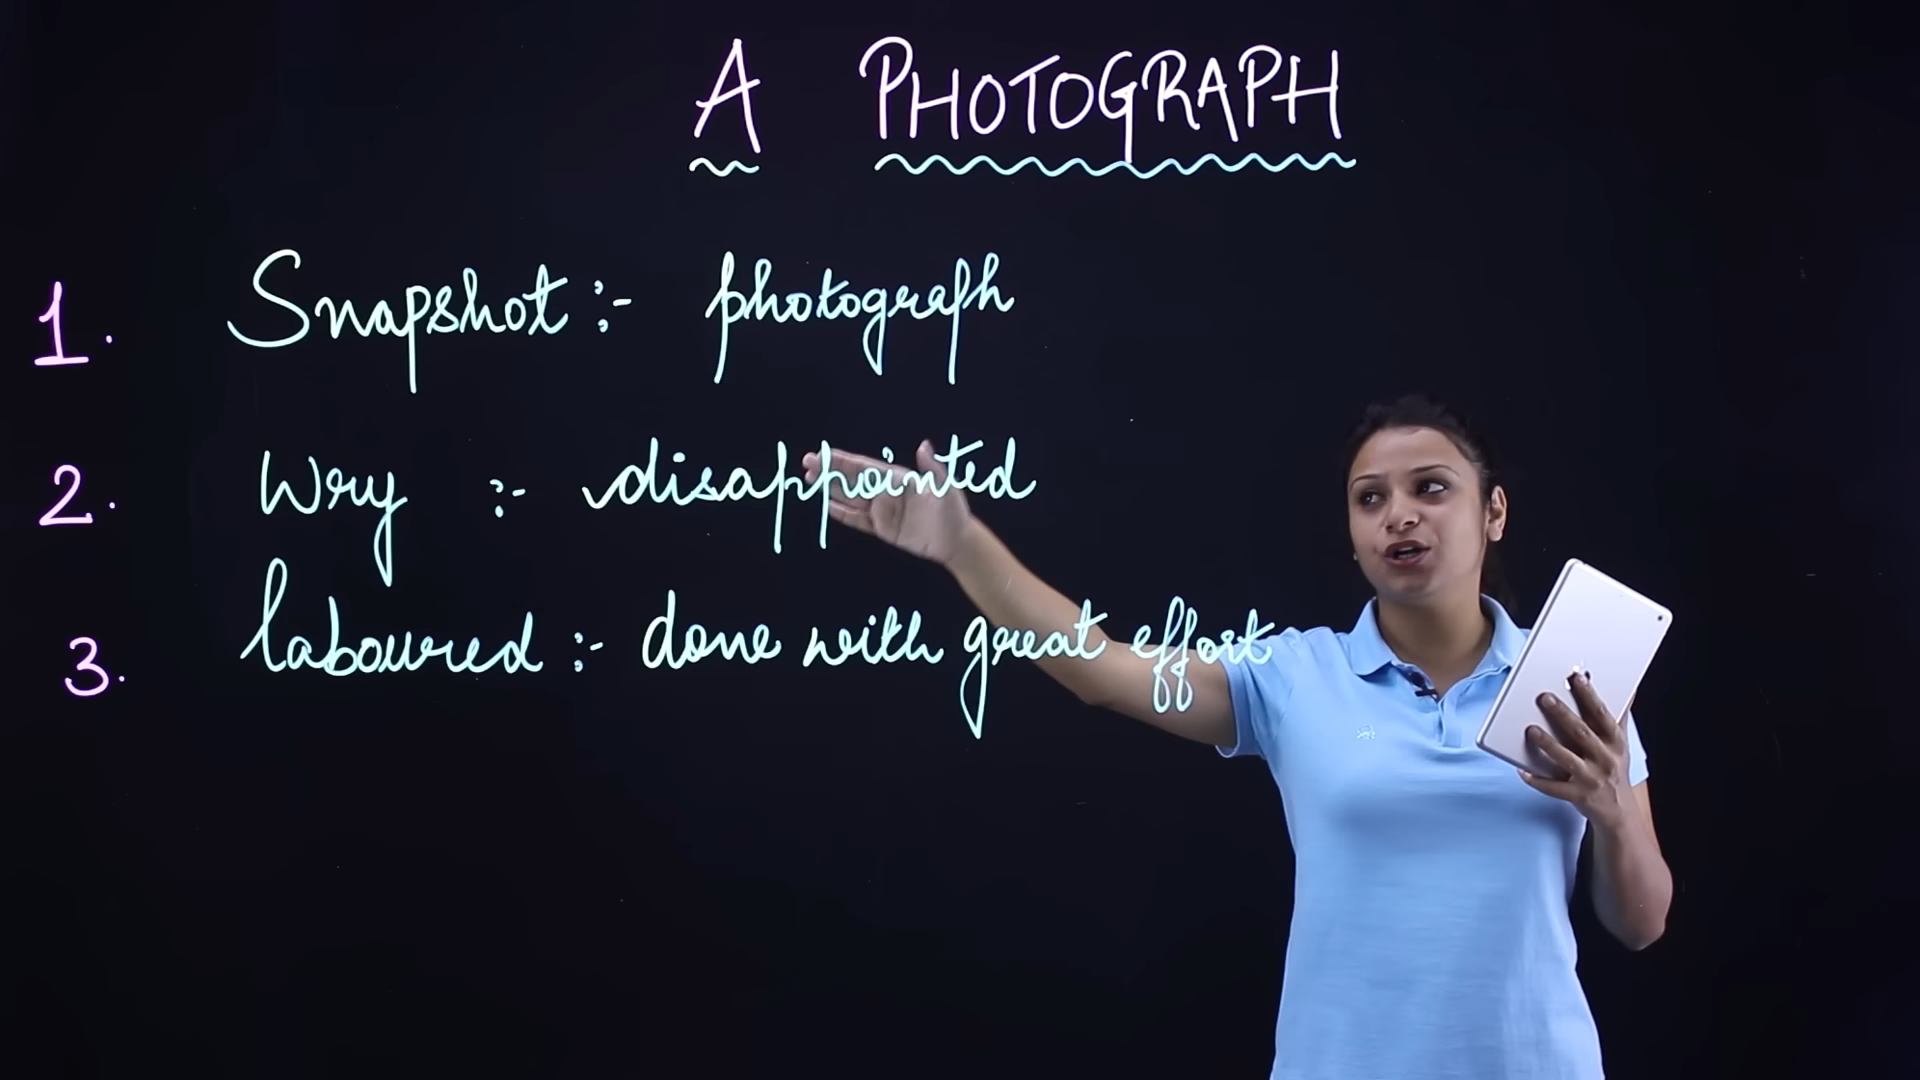 A PHOTOGRAPH
1. Snapshot :- photograph
2. Wry :- disappointed
3. laboured :- done with great effort